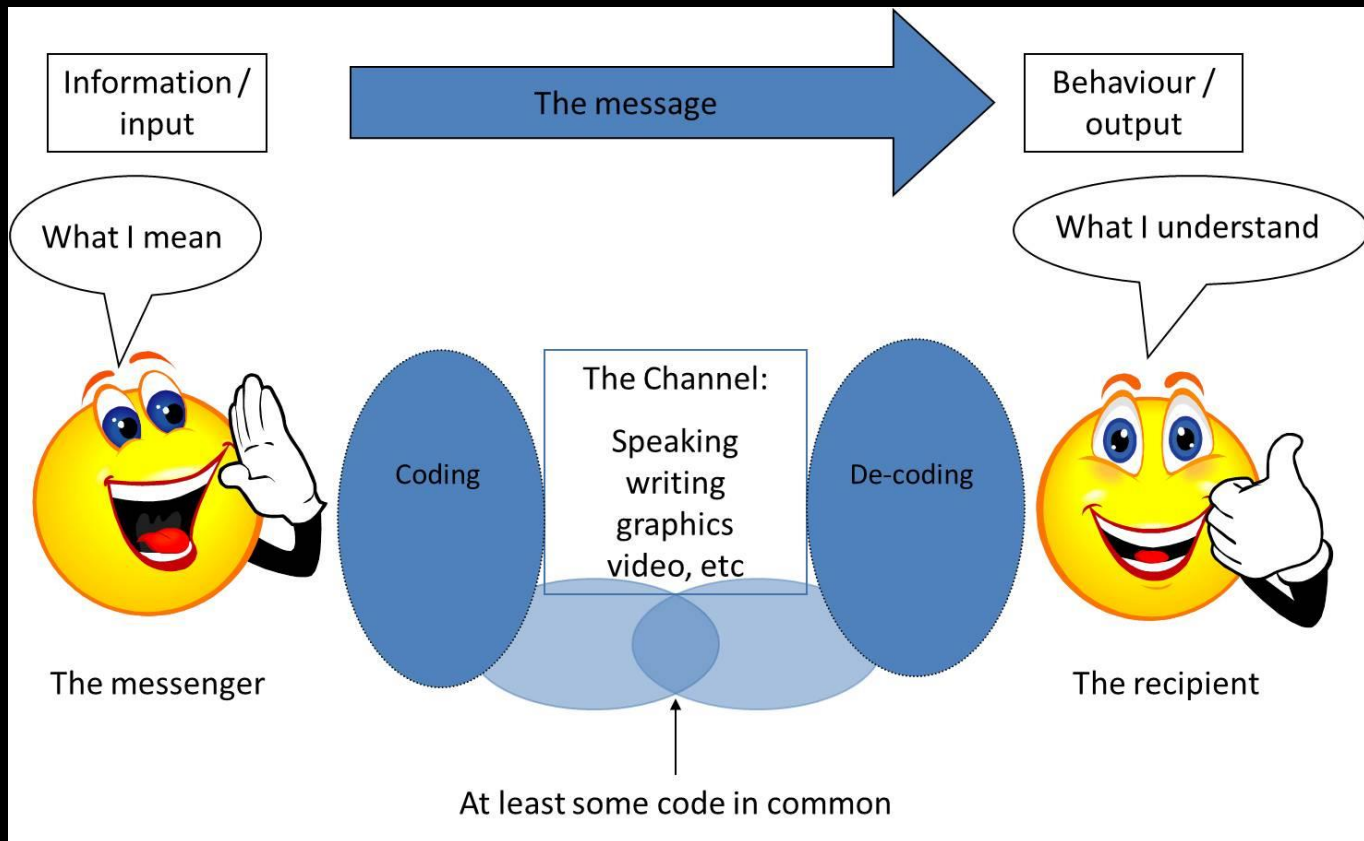 Information /
input
The message
Behaviour /
output
What I mean
What I understand
Coding
The Channel:
Speaking
writing
graphics
video, etc
De-coding
The messenger
The recipient
At least some code in common